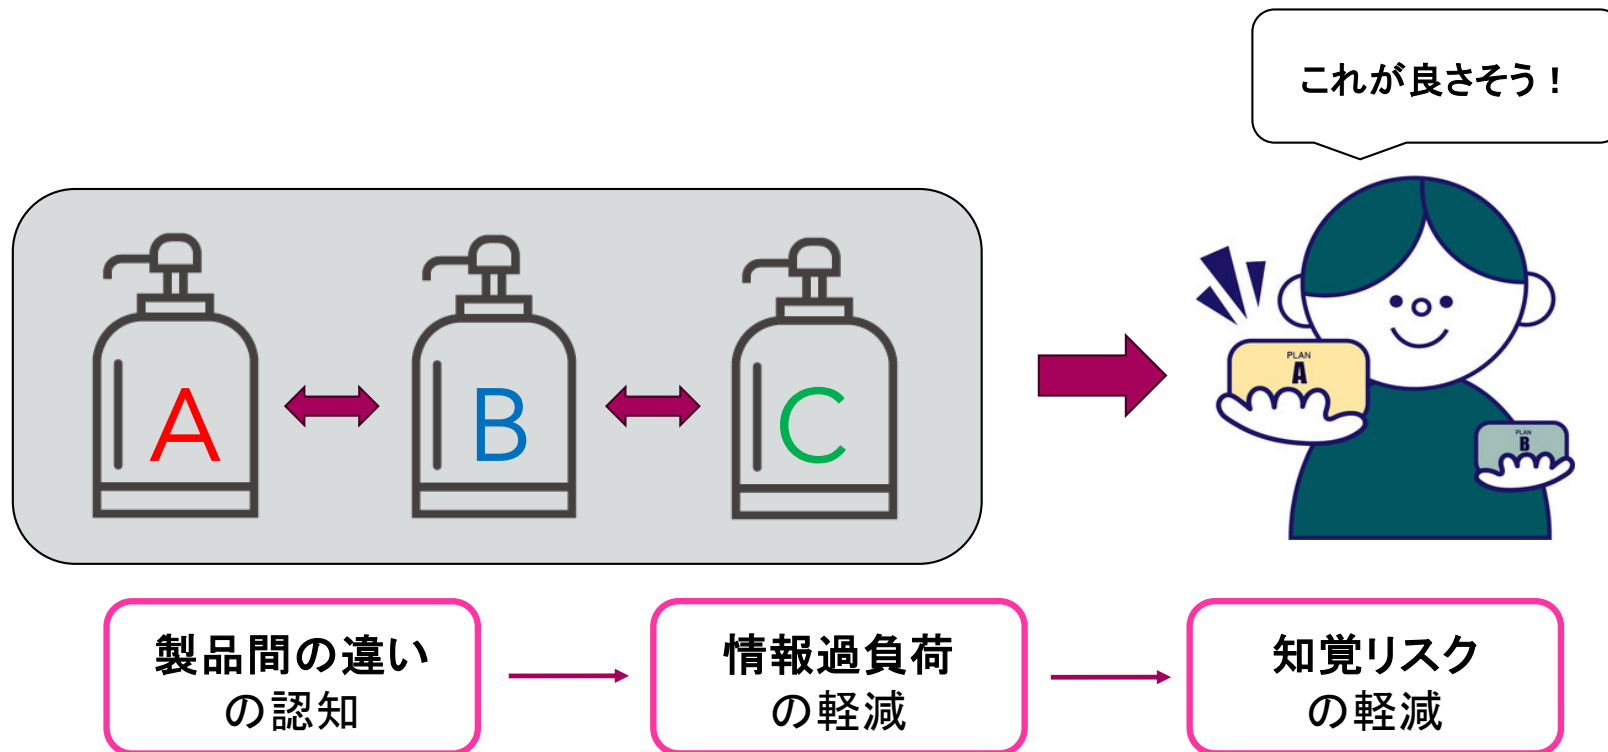 これが良さそう！
A
B
C
PLAN
A
PLAN
B
製品間の違い
の認知
情報過負荷
の軽減
知覚リスク
の軽減